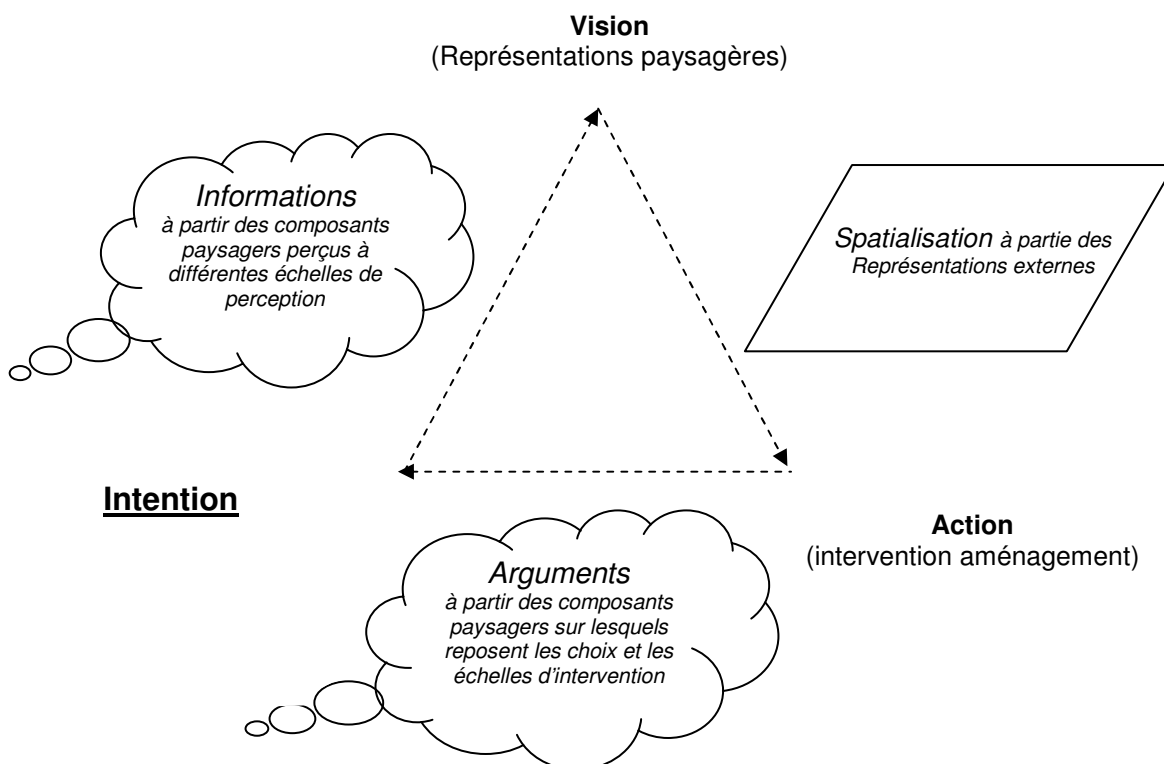 Vision
(Représentations paysagères)
Informations
à partir des composants
paysagers perçus à
différentes échelles de
perception
Spatialisation à partie des
Représentations externes
Intention
Action
(intervention aménagement)
Arguments
à partir des composants
paysagers sur lesquels
reposent les choix et les
échelles d'intervention